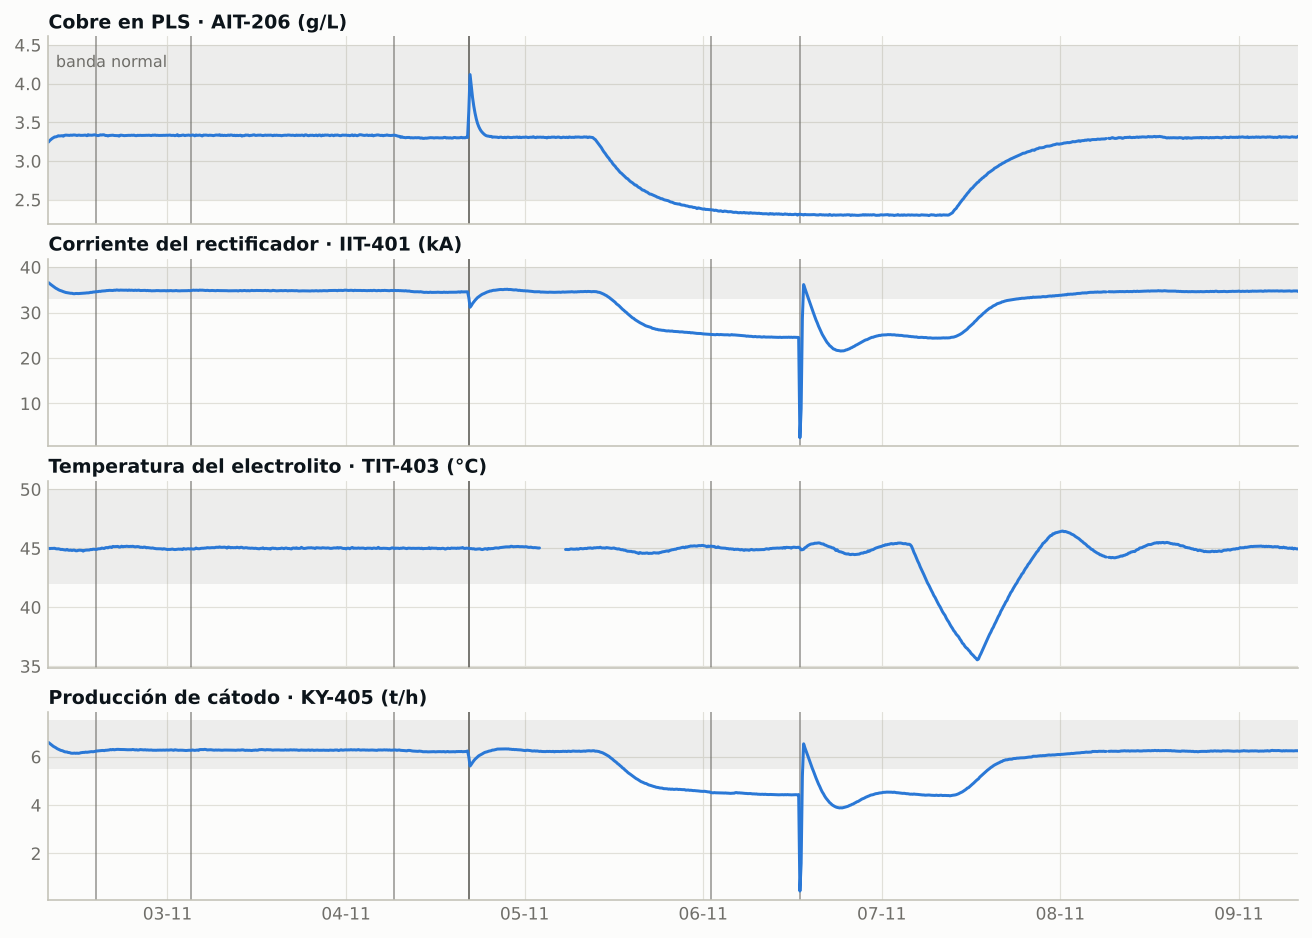 Cobre en PLS · AIT-206 (g/L)
4.5
banda normal
4.0
3.5
3.0
2.5
Corriente del rectificador · IIT-401 (kA)
40
30
20
10
Temperatura del electrolito · TIT-403 (°C)
50
45
40
35
Producción de cátodo · KY-405 (t/h)
6
4
2
03-11 04-11 05-11 06-11 07-11 08-11 09-11